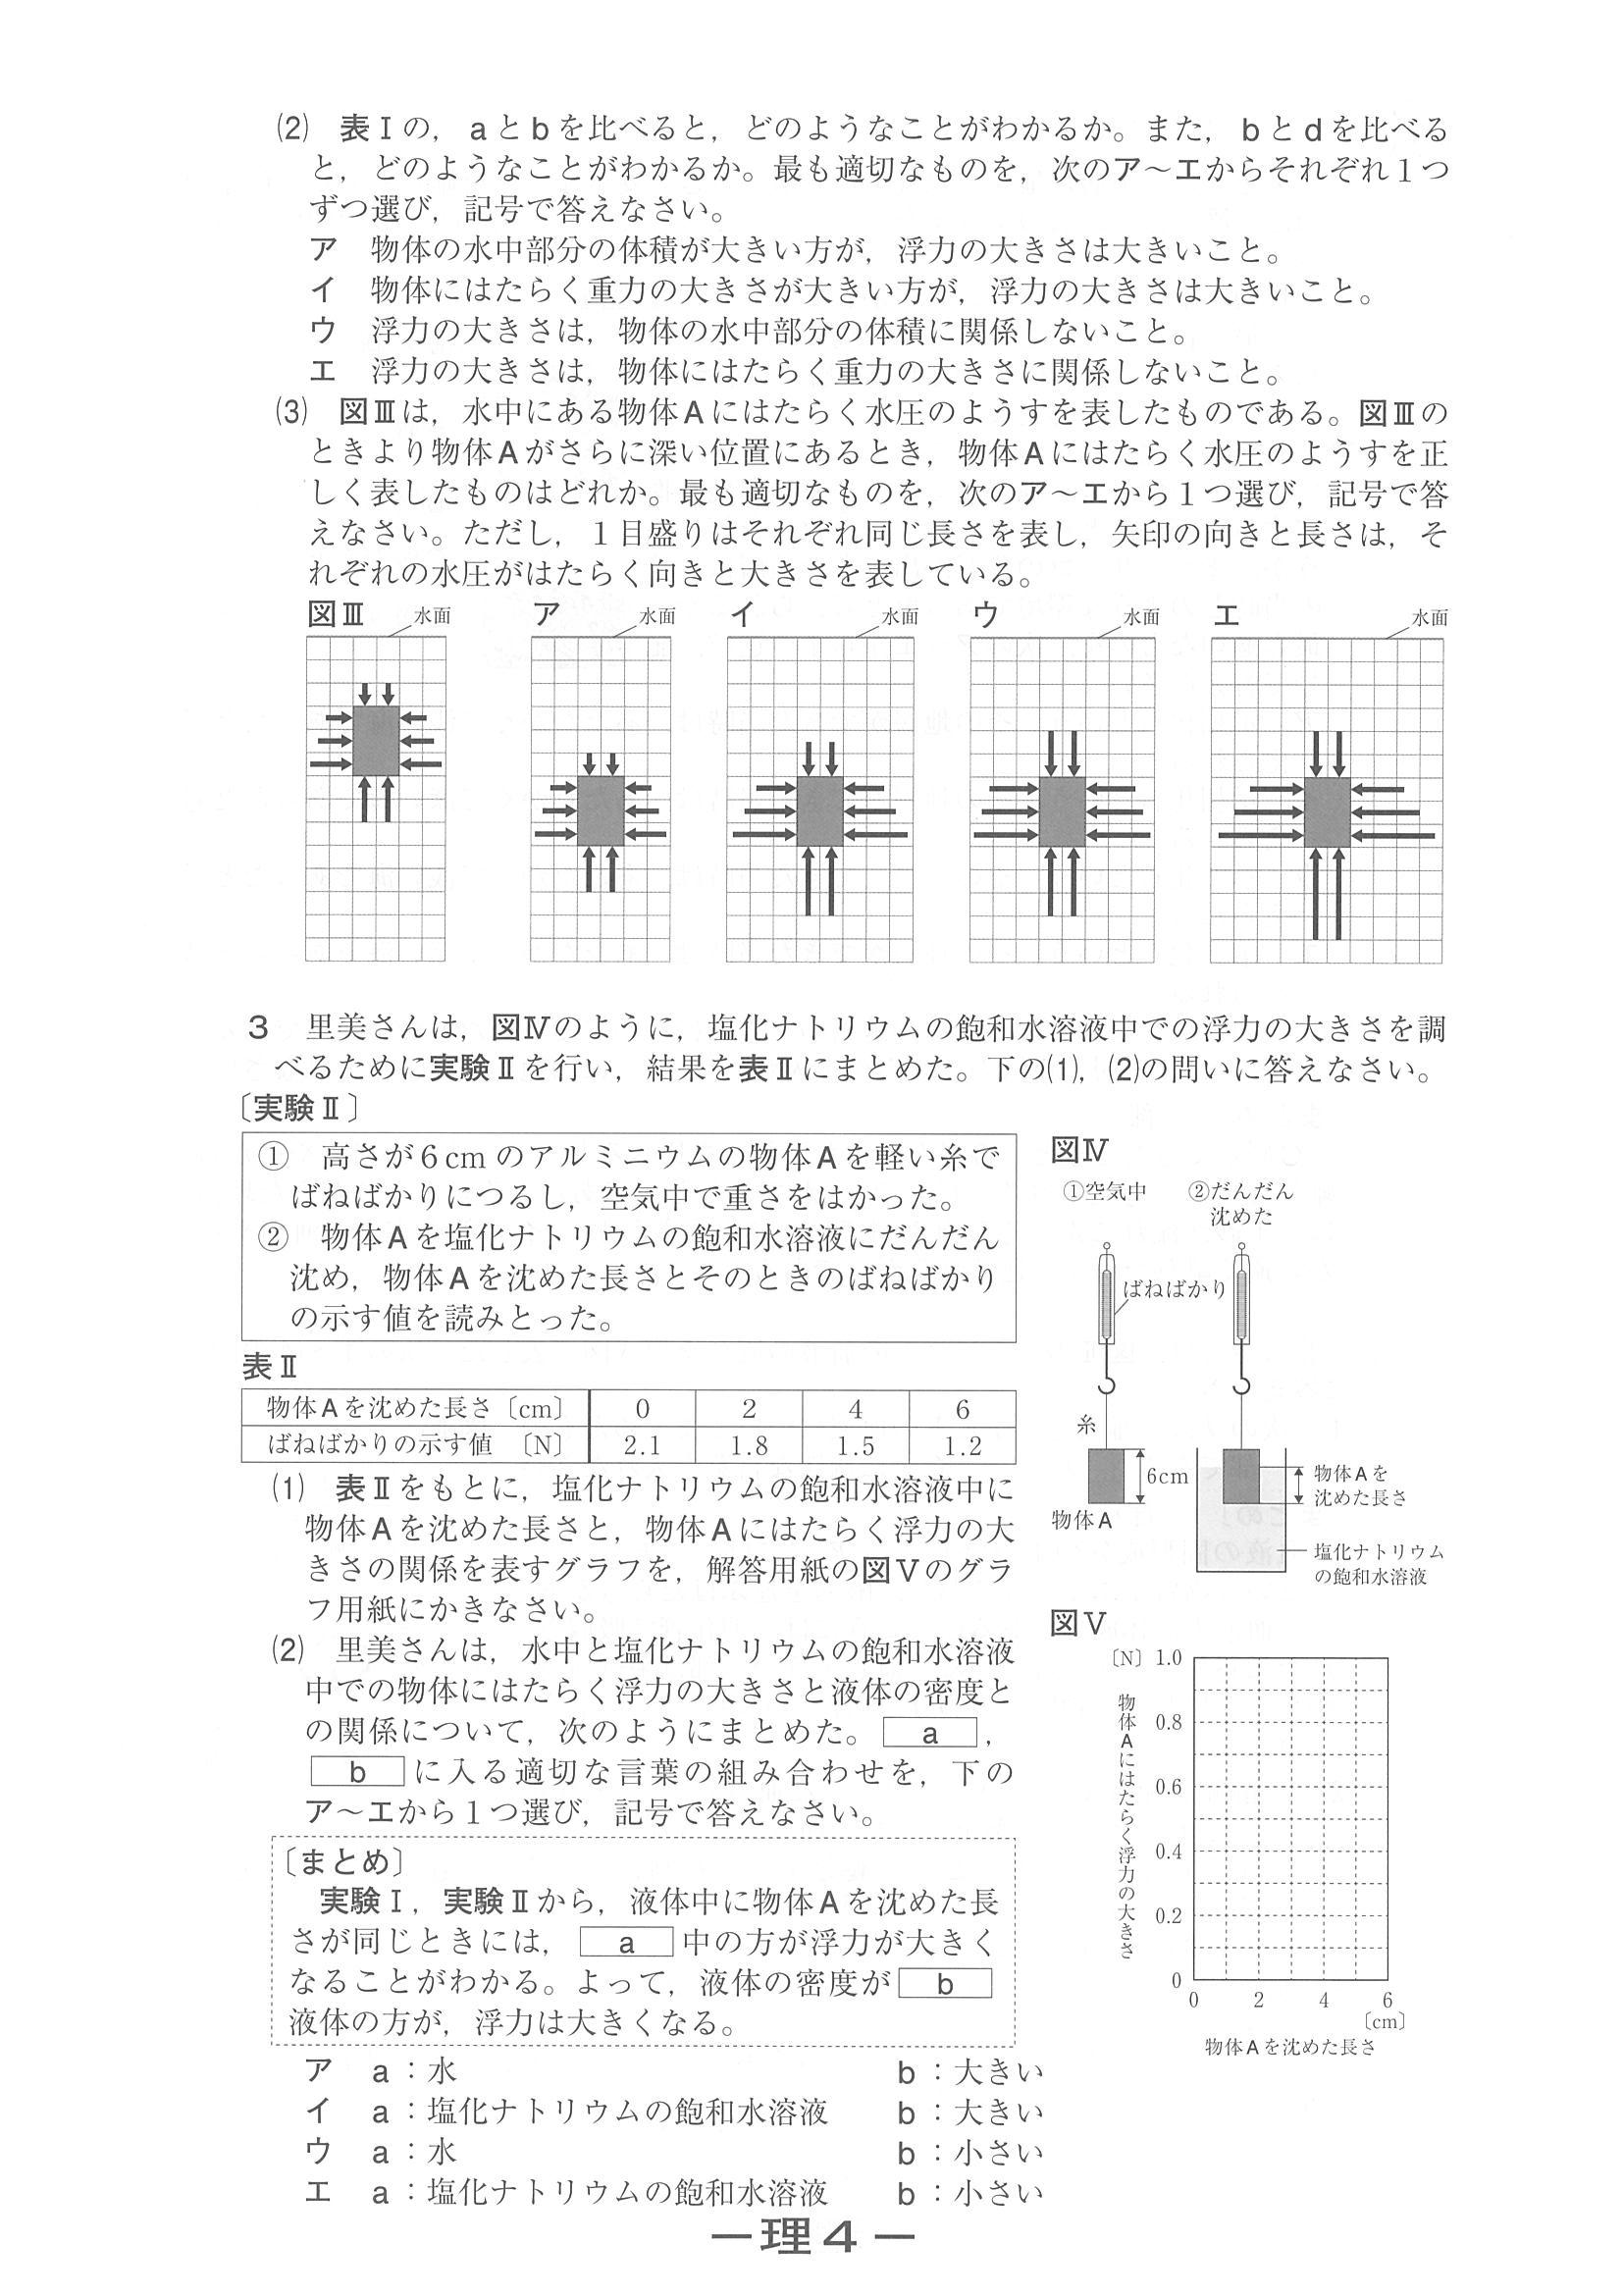 (2) 表Ⅰの，aとbを比べると，どのようなことがわかるか。また，bとdを比べる
と，どのようなことがわかるか。最も適切なものを，次のア～エからそれぞれ１つ
ずつ選び，記号で答えなさい。
ア 物体の水中部分の体積が大きい方が，浮力の大きさは大きいこと。
イ 物体にはたらく重力の大きさが大きい方が，浮力の大きさは大きいこと。
ウ 浮力の大きさは，物体の水中部分の体積に関係しないこと。
エ 浮力の大きさは，物体にはたらく重力の大きさに関係しないこと。
(3) 図Ⅲは，水中にある物体Aにはたらく水圧のようすを表したものである。図Ⅲの
ときより物体Aがさらに深い位置にあるとき，物体Aにはたらく水圧のようすを正
しく表したものはどれか。最も適切なものを，次のア～エから１つ選び，記号で答
えなさい。ただし，１目盛りはそれぞれ同じ長さを表し，矢印の向きと長さは，そ
れぞれの水圧がはたらく向きと大きさを表している。
図Ⅲ 水面 ア 水面 イ 水面 ウ 水面 エ 水面
3 里美さんは，図Ⅳのように，塩化ナトリウムの飽和水溶液中での浮力の大きさを調
べるために実験Ⅱを行い，結果を表Ⅱにまとめた。下の(1)，(2)の問いに答えなさい。
〔実験Ⅱ〕
① 高さが6cmのアルミニウムの物体Aを軽い糸で
ばねばかりにつるし，空気中で重さをはかった。
② 物体Aを塩化ナトリウムの飽和水溶液にだんだん
沈め，物体Aを沈めた長さとそのときのばねばかり
の示す値を読みとった。
図Ⅳ
①空気中 ②だんだん
沈めた
ばねばかり
糸
6cm
物体A
物体Aを
沈めた長さ
塩化ナトリウム
の飽和水溶液
表Ⅱ
物体Aを沈めた長さ〔cm〕 0 2 4 6
ばねばかりの示す値 〔N〕 2.1 1.8 1.5 1.2
(1) 表Ⅱをもとに，塩化ナトリウムの飽和水溶液中に
物体Aを沈めた長さと，物体Aにはたらく浮力の大
きさの関係を表すグラフを，解答用紙の図Ⅴのグラ
フ用紙にかきなさい。
(2) 里美さんは，水中と塩化ナトリウムの飽和水溶液
中での物体にはたらく浮力の大きさと液体の密度と
の関係について，次のようにまとめた。 a ，
b に入る適切な言葉の組み合わせを，下の
ア～エから１つ選び，記号で答えなさい。
図Ⅴ
〔N〕 1.0
0.8
0.6
0.4
0.2
0
物体Aにはたらく浮力の大きさ
0 2 4 6
〔cm〕
物体Aを沈めた長さ
〔まとめ〕
実験Ⅰ，実験Ⅱから，液体中に物体Aを沈めた長
さが同じときには， a 中の方が浮力が大きく
なることがわかる。よって，液体の密度が b
液体の方が，浮力は大きくなる。
ア a：水 b：大きい
イ a：塩化ナトリウムの飽和水溶液 b：大きい
ウ a：水 b：小さい
エ a：塩化ナトリウムの飽和水溶液 b：小さい
―理４―